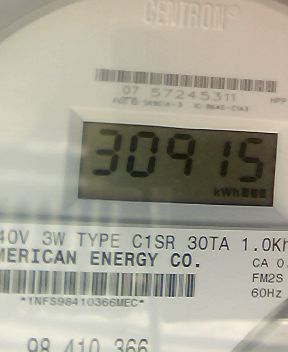 CENTRON®
07 57245311
30915
kWh
40V 3W TYPE C1SR 30TA 1.0Kh
MERICAN ENERGY CO.
CA 0.
FM2S
60Hz
*1NFS98410366MEC*
98 410 366